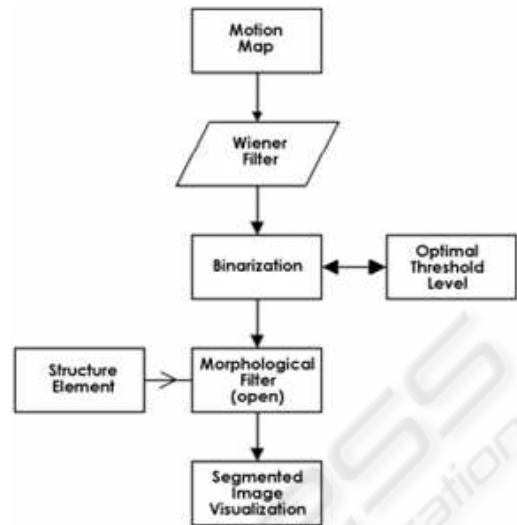 Motion
Map
Wiener
Filter
Binarization
Optimal
Threshold
Level
Structure
Element
Morphological
Filter
(open)
Segmented
Image
Visualization